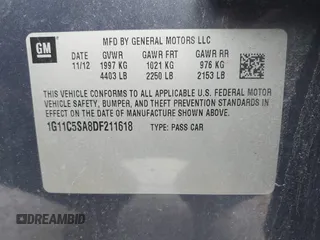 GM
MFD BY GENERAL MOTORS LLC
DATE GVWR GAWR FRT GAWR RR
11/12 1997 KG 1021 KG 976 KG
4403 LB 2250 LB 2153 LB
THIS VEHICLE CONFORMS TO ALL APPLICABLE U.S. FEDERAL MOTOR VEHICLE
SAFETY, BUMPER, AND THEFT PREVENTION STANDARDS
IN EFFECT ON THE DATE OF MANUFACTURE SHOWN ABOVE.
1G11C5SA8DF211618 TYPE: PASS CAR
DREAMBID